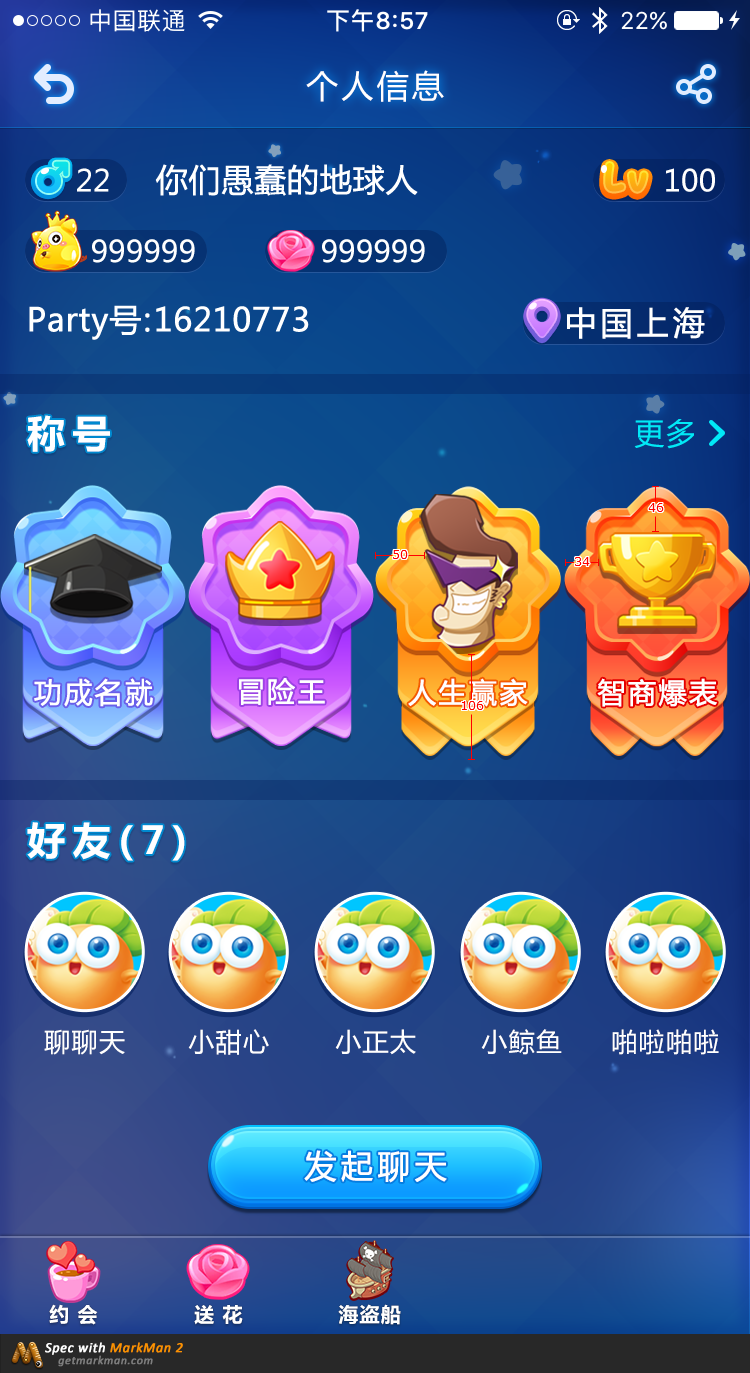 中国联通 下午8:57 22%
个人信息
22 你们愚蠢的地球人 Lv 100
999999 999999
Party号:16210773 中国上海
称号 更多
46
50 34
功成名就 冒险王 人生赢家 智商爆表
106
好友(7)
聊聊天 小甜心 小正太 小鲸鱼 啪啦啪啦
发起聊天
约会 送花 海盗船
Spec with MarkMan 2
getmarkman.com